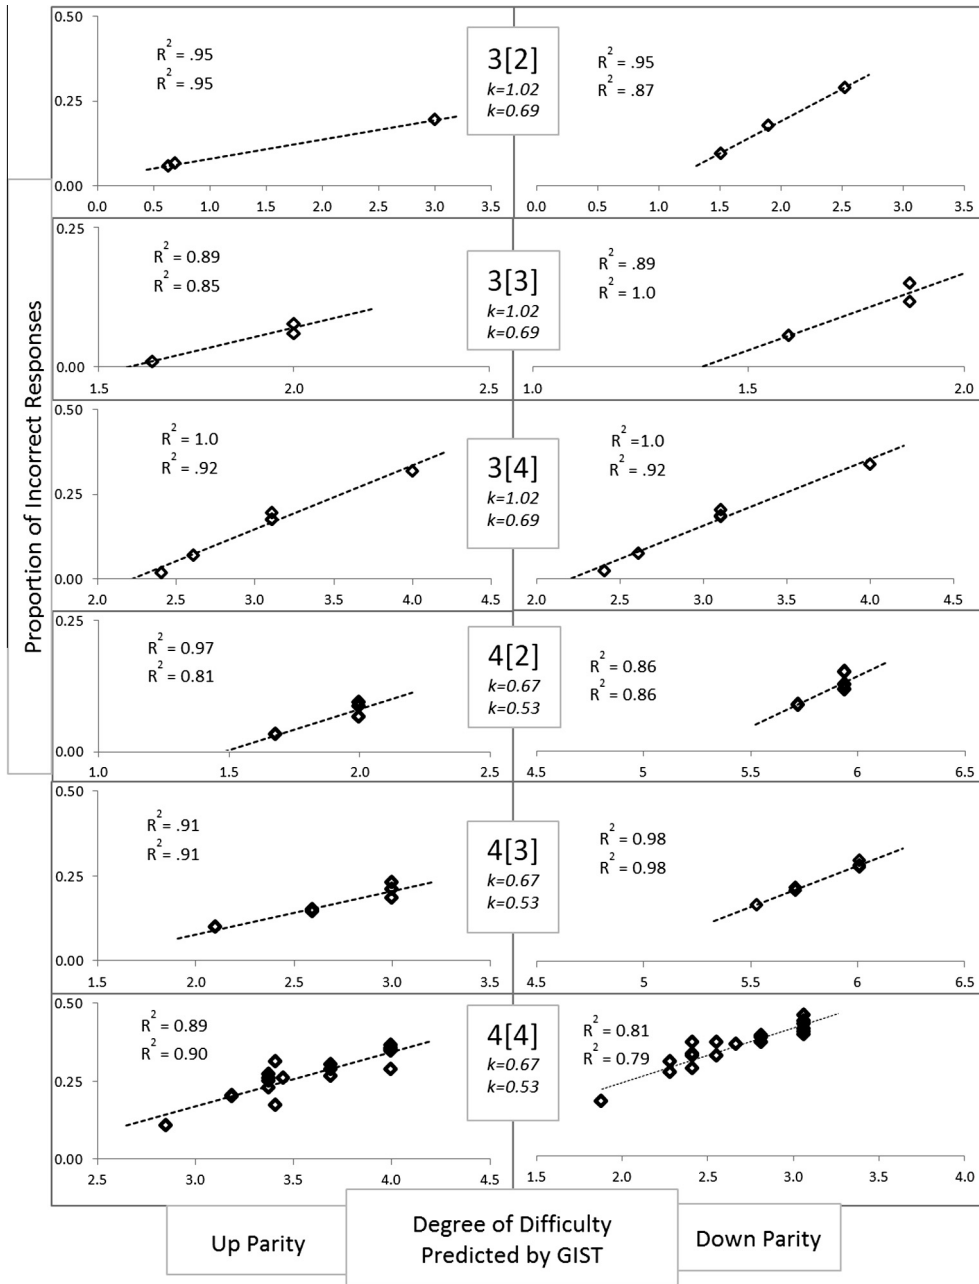 Proportion of Incorrect Responses
0.50
0.25
0.00
R² = .95
R² = .95
0.0 0.5 1.0 1.5 2.0 2.5 3.0 3.5
3[2]
k=1.02
k=0.69
R² = .95
R² = .87
0.0 0.5 1.0 1.5 2.0 2.5 3.0 3.5
0.25
0.00
R² = 0.89
R² = 0.85
1.5 2.0 2.5
3[3]
k=1.02
k=0.69
R² = .89
R² = 1.0
1.0 1.5 2.0
0.50
0.25
0.00
R² = 1.0
R² = .92
2.0 2.5 3.0 3.5 4.0 4.5
3[4]
k=1.02
k=0.69
R² =1.0
R² = .92
2.0 2.5 3.0 3.5 4.0 4.5
0.25
0.00
R² = 0.97
R² = 0.81
1.0 1.5 2.0 2.5
4[2]
k=0.67
k=0.53
R² = 0.86
R² = 0.86
4.5 5 5.5 6 6.5
0.50
0.25
0.00
R² = .91
R² = .91
1.5 2.0 2.5 3.0 3.5
4[3]
k=0.67
k=0.53
R² = 0.98
R² = 0.98
4.5 5 5.5 6 6.5
0.50
0.25
0.00
R² = 0.89
R² = 0.90
2.5 3.0 3.5 4.0 4.5
4[4]
k=0.67
k=0.53
R² = 0.81
R² = 0.79
1.5 2.0 2.5 3.0 3.5 4.0
Up Parity
Degree of Difficulty
Predicted by GIST
Down Parity